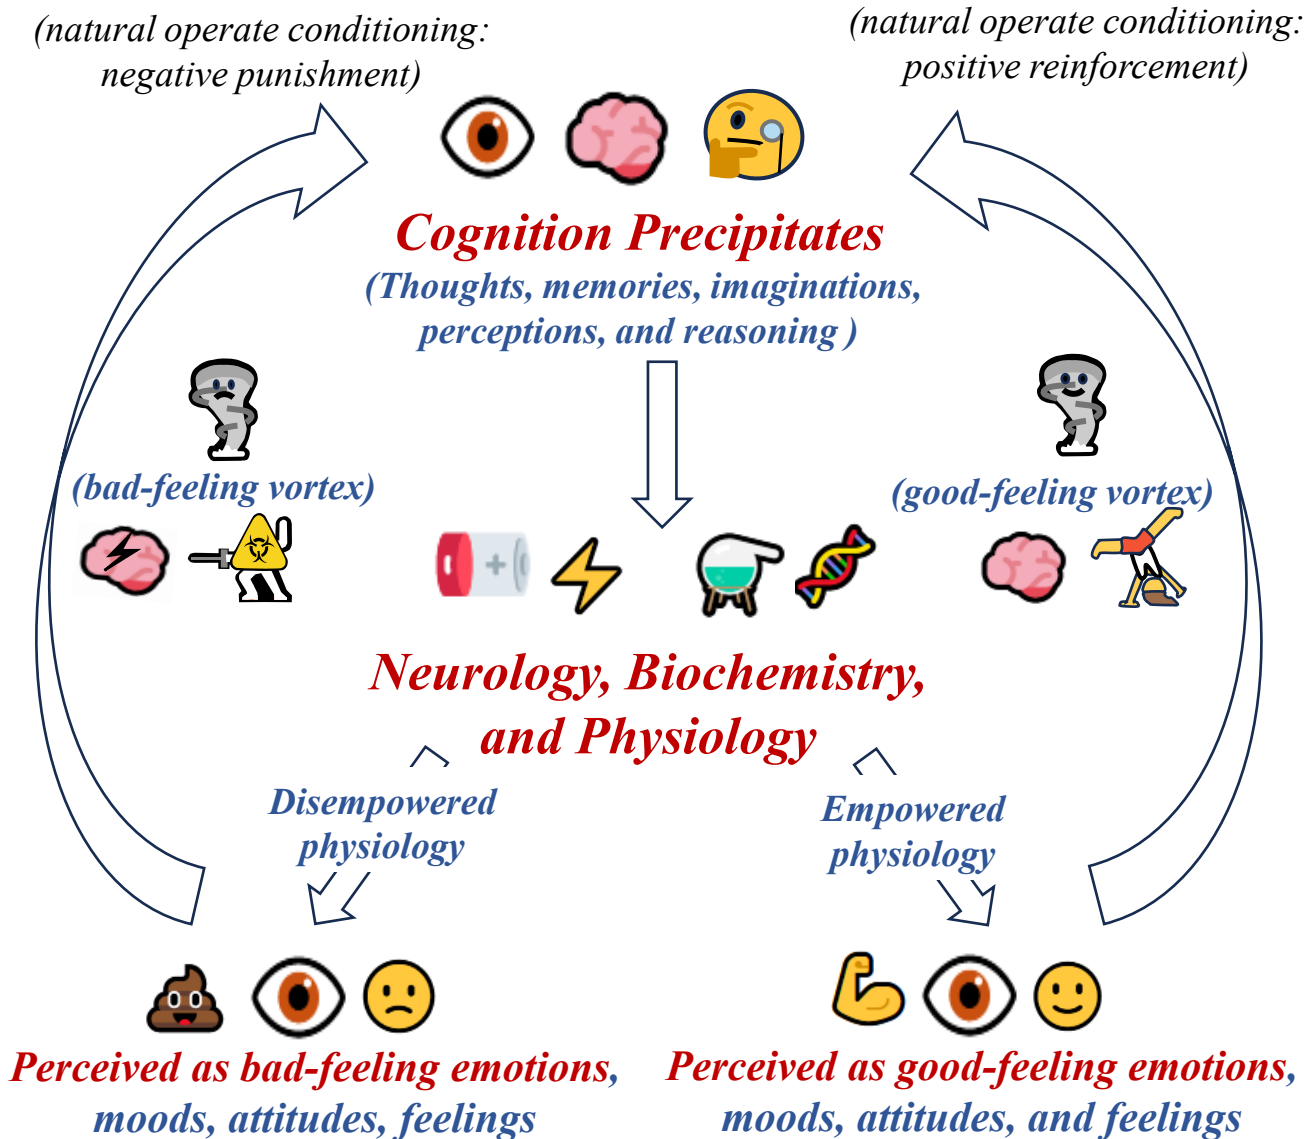 (natural operate conditioning:
negative punishment)
(natural operate conditioning:
positive reinforcement)
Cognition Precipitates
(Thoughts, memories, imaginations,
perceptions, and reasoning )
(bad-feeling vortex)
(good-feeling vortex)
Neurology, Biochemistry,
and Physiology
Disempowered
physiology
Empowered
physiology
Perceived as bad-feeling emotions,
moods, attitudes, feelings
Perceived as good-feeling emotions,
moods, attitudes, and feelings